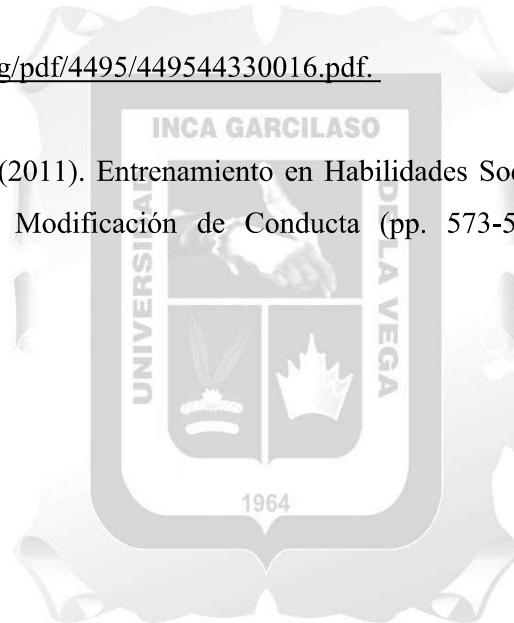 g/pdf/4495/449544330016.pdf.
INCA GARCILASO
(2011). Entrenamiento en Habilidades Soc
Modificación de Conducta (pp. 573-5
UNIVERSIDAD
DE LA VEGA
1964